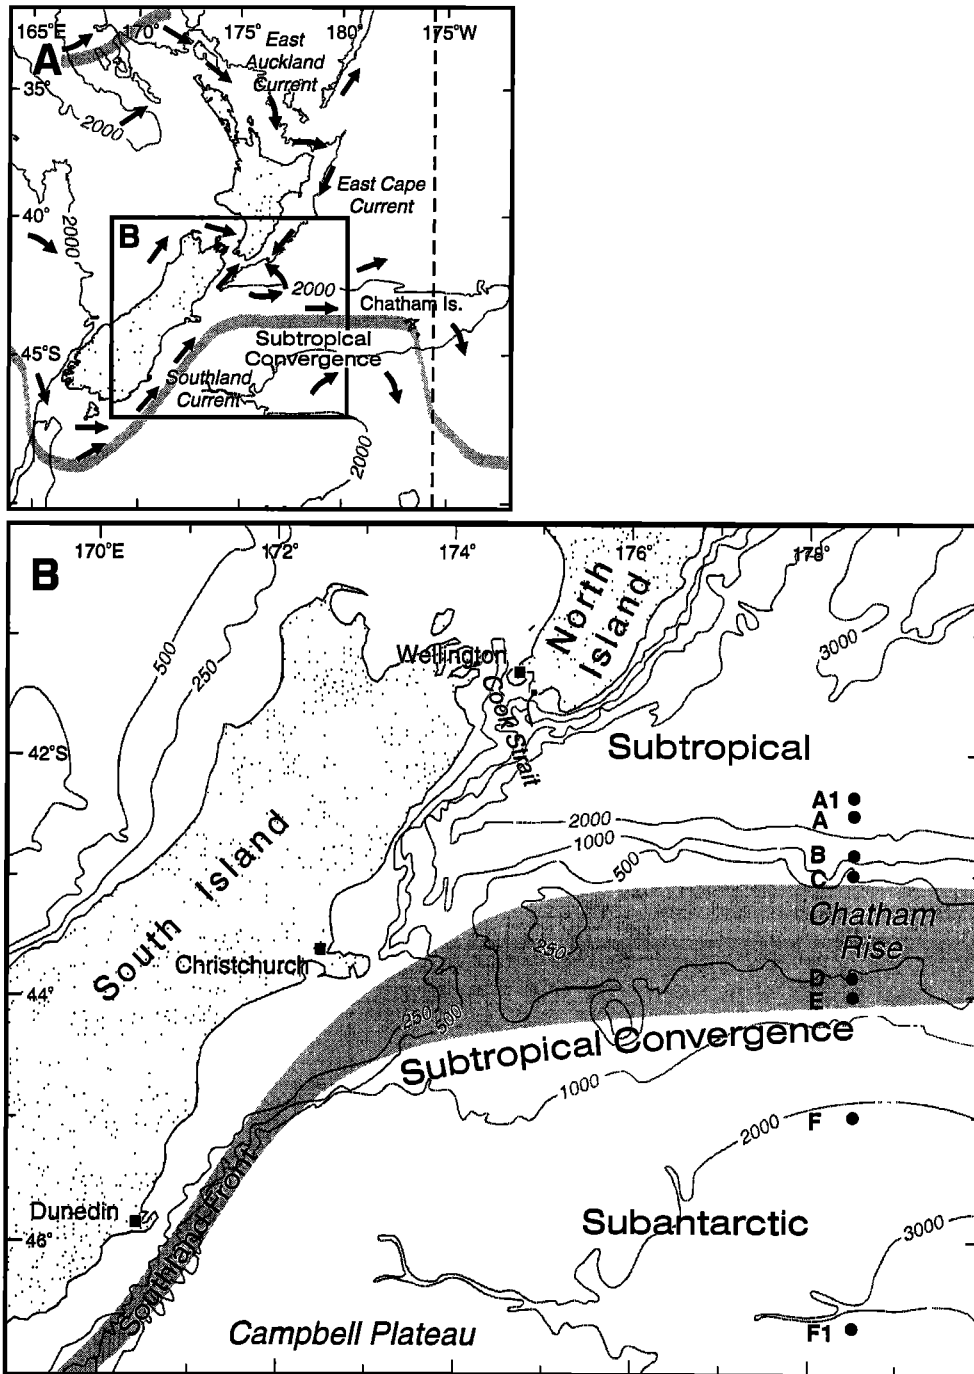 165°E 170° 175° 180° 175°W
A
East
Auckland
Current
35°
2000
East Cape
Current
40°
2000
B
2000
Chatham Is.
Subtropical
Convergence
45°S
Southland
Current
2000
170°E 172° 174° 176° 178°
B
North
Island
500
250
Wellington
Cook Strait
3000
42°S
Subtropical
A1
A
2000
1000
B
500
C
South Island
Chatham
Rise
250
Christchurch
D
44°
E
250
500
Subtropical Convergence
1000
F
2000
Southland Front
Dunedin
Subantarctic
46°
3000
Campbell Plateau
F1